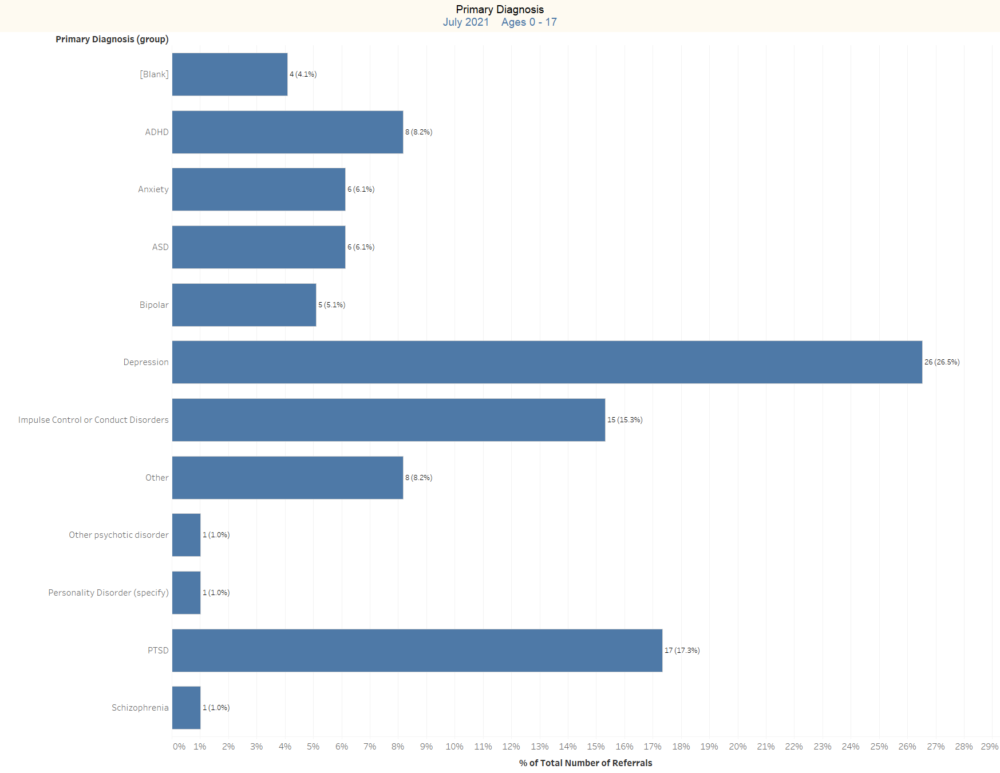 Primary Diagnosis
July 2021 Ages 0 - 17
Primary Diagnosis (group)
[Blank] 4 (4.1%)
ADHD 8 (8.2%)
Anxiety 6 (6.1%)
ASD 6 (6.1%)
Bipolar 5 (5.1%)
Depression 26 (26.5%)
Impulse Control or Conduct Disorders 15 (15.3%)
Other 8 (8.2%)
Other psychotic disorder 1 (1.0%)
Personality Disorder (specify) 1 (1.0%)
PTSD 17 (17.3%)
Schizophrenia 1 (1.0%)
0% 1% 2% 3% 4% 5% 6% 7% 8% 9% 10% 11% 12% 13% 14% 15% 16% 17% 18% 19% 20% 21% 22% 23% 24% 25% 26% 27% 28% 29%
% of Total Number of Referrals